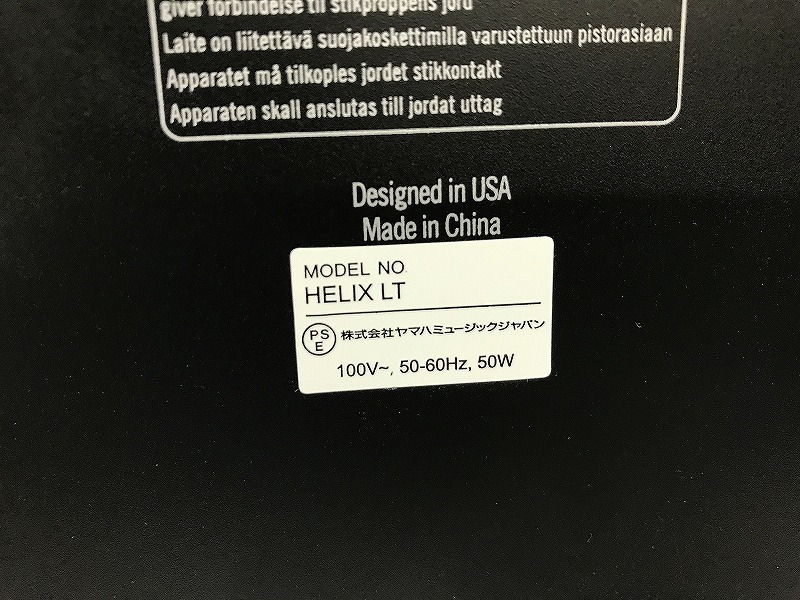 giver forbindelse til stikproppens jord
Laite on liitettävä suojakoskettimilla varustettuun pistorasiaan
Apparatet må tilkoples jordet stikkontakt
Apparaten skall anslutas till jordat uttag
Designed in USA
Made in China
MODEL NO.
HELIX LT
PS
E
株式会社ヤマハミュージックジャパン
100V~, 50-60Hz, 50W